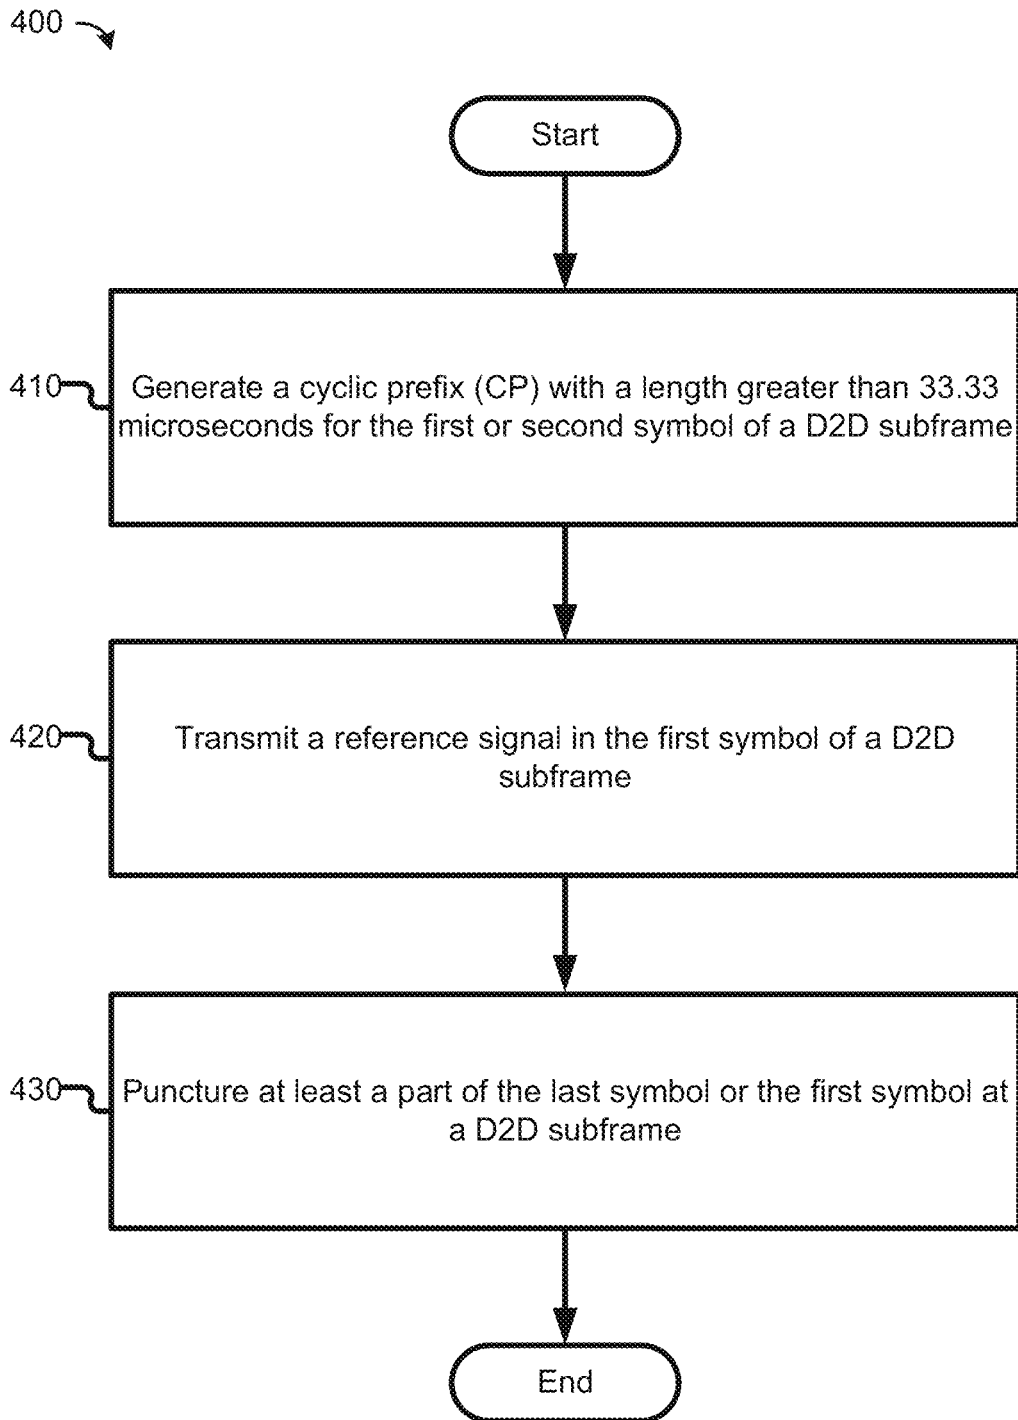 400
Start
410
Generate a cyclic prefix (CP) with a length greater than 33.33
microseconds for the first or second symbol of a D2D subframe
420
Transmit a reference signal in the first symbol of a D2D
subframe
430
Puncture at least a part of the last symbol or the first symbol at
a D2D subframe
End